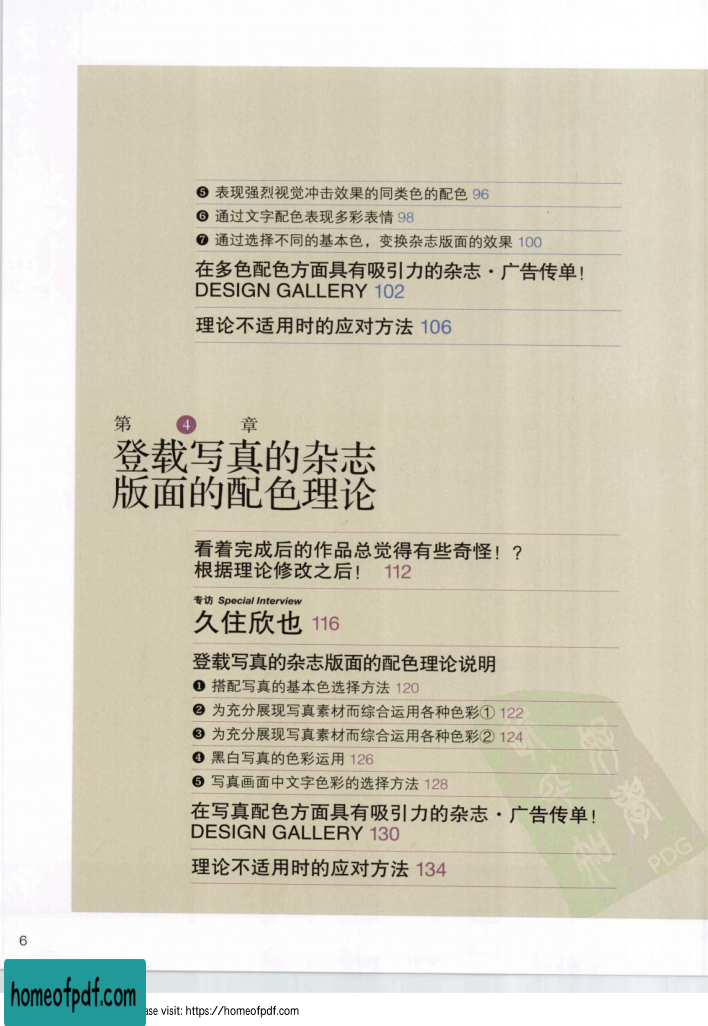 ❺ 表现强烈视觉冲击效果的同类色的配色 96
❻ 通过文字配色表现多彩表情 98
❼ 通过选择不同的基本色，变换杂志版面的效果 100
在多色配色方面具有吸引力的杂志・广告传单！
DESIGN GALLERY 102
理论不适用时的应对方法 106
第 4 章
登载写真的杂志
版面的配色理论
看着完成后的作品总觉得有些奇怪！？
根据理论修改之后！ 112
专访 Special Interview
久住欣也 116
登载写真的杂志版面的配色理论说明
❶ 搭配写真的基本色选择方法 120
❷ 为充分展现写真素材而综合运用各种色彩① 122
❸ 为充分展现写真素材而综合运用各种色彩② 124
❹ 黑白写真的色彩运用 126
❺ 写真画面中文字色彩的选择方法 128
在写真配色方面具有吸引力的杂志・广告传单！
DESIGN GALLERY 130
理论不适用时的应对方法 134
PDG
6
homeofpdf.com
ase visit: https://homeofpdf.com